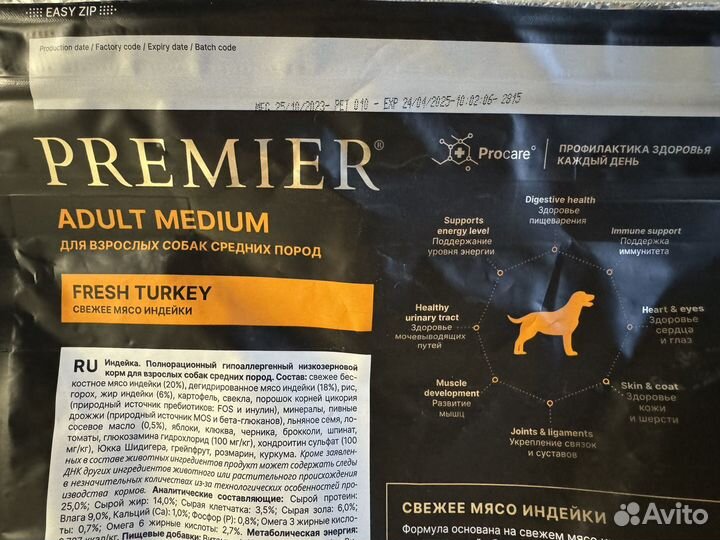 EASY ZIP
Production date / Factory code / Expiry date / Batch code
MFG 25/10/2023- PET 010 - EXP 24/04/2025-10:02:06- 2815
PREMIER®
ADULT MEDIUM
ДЛЯ ВЗРОСЛЫХ СОБАК СРЕДНИХ ПОРОД
FRESH TURKEY
СВЕЖЕЕ МЯСО ИНДЕЙКИ
RU Индейка. Полнорационный гипоаллергенный низкозерновой
корм для взрослых собак средних пород. Состав: свежее бес-
костное мясо индейки (20%), дегидрированное мясо индейки (18%), рис,
горох, жир индейки (6%), картофель, свекла, порошок корней цикория
(природный источник пребиотиков: FOS и инулин), минералы, пивные
дрожжи (природный источник MOS и бета-глюканов), льняное семя, ло-
сосевое масло (0,5%), яблоки, клюква, черника, брокколи, шпинат,
томаты, глюкозамина гидрохлорид (100 мг/кг), хондроитин сульфат (100
мг/кг), Юкка Шидигера, грейпфрут, розмарин, куркума. Кроме заявлен-
ных в составе животных ингредиентов продукт может содержать следы
ДНК других ингредиентов животного или растительного происхождения
в незначительных количествах из-за технологических особенностей про-
изводства кормов. Аналитические составляющие: Сырой протеин:
25,0%; Сырой жир: 14,0%; Сырая клетчатка: 3,5%; Сырая зола: 6,0%;
Влага 9,0%, Кальций (Ca): 1,0%; Фосфор (P): 0,8%; Омега 3 жирные кисло-
ты: 0,7%; Омега 6 жирные кислоты: 2,7%. Метаболическая энергия:
ккал/кг. Пищевые добавки:
Procare®
ПРОФИЛАКТИКА ЗДОРОВЬЯ
КАЖДЫЙ ДЕНЬ
Digestive health
Здоровье
пищеварения
Supports
energy level
Поддержание
уровня энергии
Immune support
Поддержка
иммунитета
Healthy
urinary tract
Здоровье
мочевыводящих
путей
Heart & eyes
Здоровье
сердца
и глаз
Muscle
development
Развитие
мышц
Skin & coat
Здоровье
кожи
и шерсти
Joints & ligaments
Укрепление связок
и суставов
СВЕЖЕЕ МЯСО ИНДЕЙКИ
Формула основана на свежем мясе
Avito